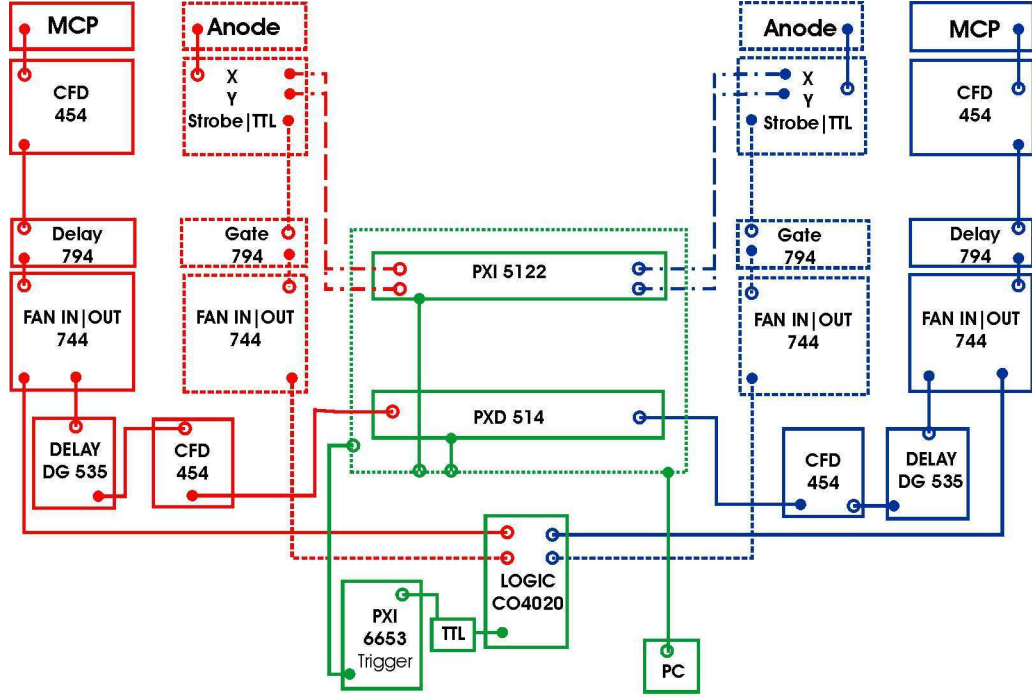 MCP
Anode
Anode
MCP
CFD
454
X
Y
Strobe|TTL
X
Y
Strobe|TTL
CFD
454
Delay
794
Gate
794
Gate
794
Delay
794
PXI 5122
FAN IN|OUT
744
FAN IN|OUT
744
FAN IN|OUT
744
FAN IN|OUT
744
PXD 514
DELAY
DG 535
CFD
454
CFD
454
DELAY
DG 535
LOGIC
CO4020
PXI
6653
Trigger
TTL
PC